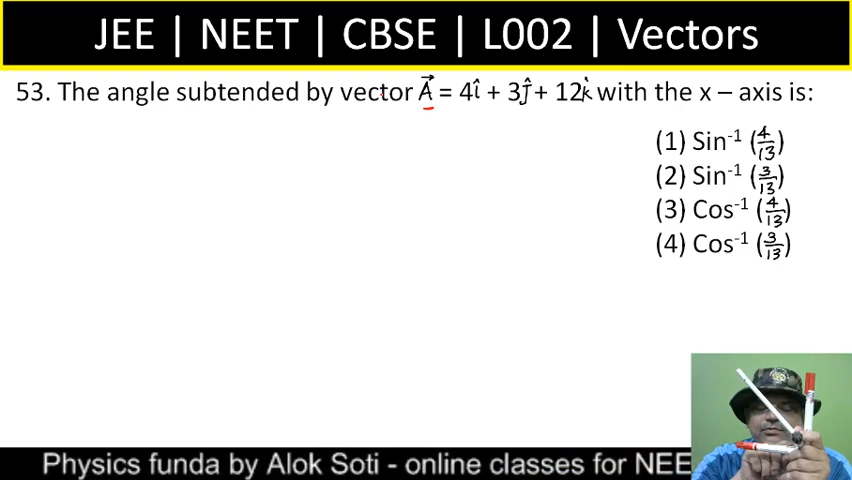 JEE | NEET | CBSE | L002 | Vectors
53. The angle subtended by vector A⃗ = 4î + 3ĵ + 12k̂ with the x – axis is:
(1) Sin⁻¹ (4/13)
(2) Sin⁻¹ (3/13)
(3) Cos⁻¹ (4/13)
(4) Cos⁻¹ (3/13)
Physics funda by Alok Soti - online classes for NEE